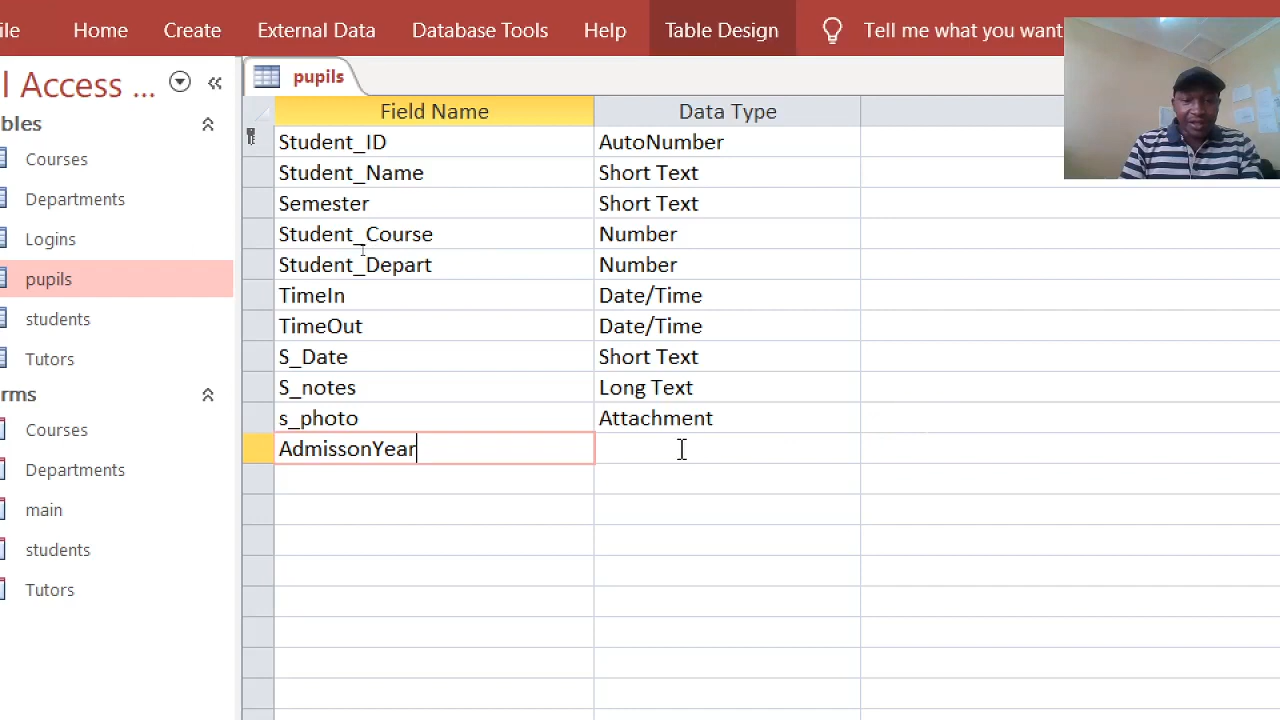 ile Home Create External Data Database Tools Help Table Design Tell me what you want
l Access ...
bles
Courses
Departments
Logins
pupils
students
Tutors
rms
Courses
Departments
main
students
Tutors
pupils
Field Name Data Type
Student_ID AutoNumber
Student_Name Short Text
Semester Short Text
Student_Course Number
Student_Depart Number
TimeIn Date/Time
TimeOut Date/Time
S_Date Short Text
S_notes Long Text
s_photo Attachment
AdmissonYear